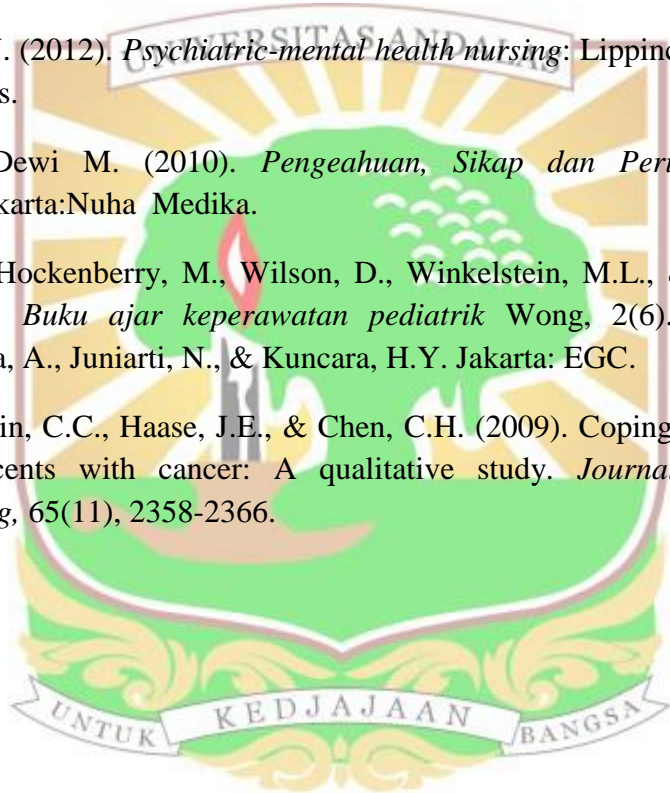 UNIVERSITAS ANDALAS
. (2012). Psychiatric-mental health nursing: Lippinc
s.
Dewi M. (2010). Pengeahuan, Sikap dan Peri
karta:Nuha Medika.
Hockenberry, M., Wilson, D., Winkelstein, M.L., &
Buku ajar keperawatan pediatrik Wong, 2(6).
a, A., Juniarti, N., & Kuncara, H.Y. Jakarta: EGC.
in, C.C., Haase, J.E., & Chen, C.H. (2009). Coping
cents with cancer: A qualitative study. Journa
g, 65(11), 2358-2366.
UNTUK KEDJAJAAN BANGSA